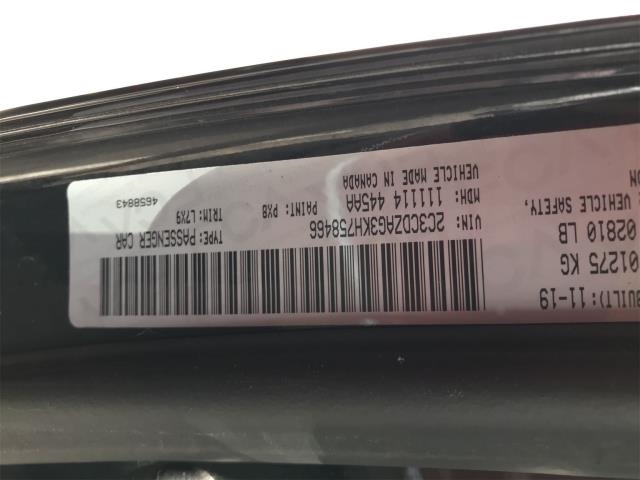 BUILT): 11-19
01275 KG
02810 LB
VEHICLE SAFETY,
VIN:
2C3CDZAG3KH758466
TYPE: PASSENGER CAR
PAINT: PX8
TRIM: L7X9
MDH: 111114 445AA
4658843
VEHICLE MADE IN CANADA